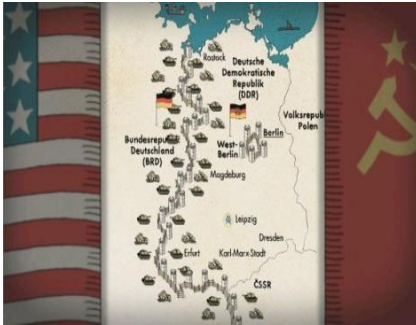 Rostock
Deutsche
Demokratische
Republik
(DDR)
Volksrepublik
Polen
Bundesrepublik
Deutschland
(BRD)
West-
Berlin
Berlin
Magdeburg
Leipzig
Dresden
Erfurt
Karl-Marx-Stadt
ČSSR